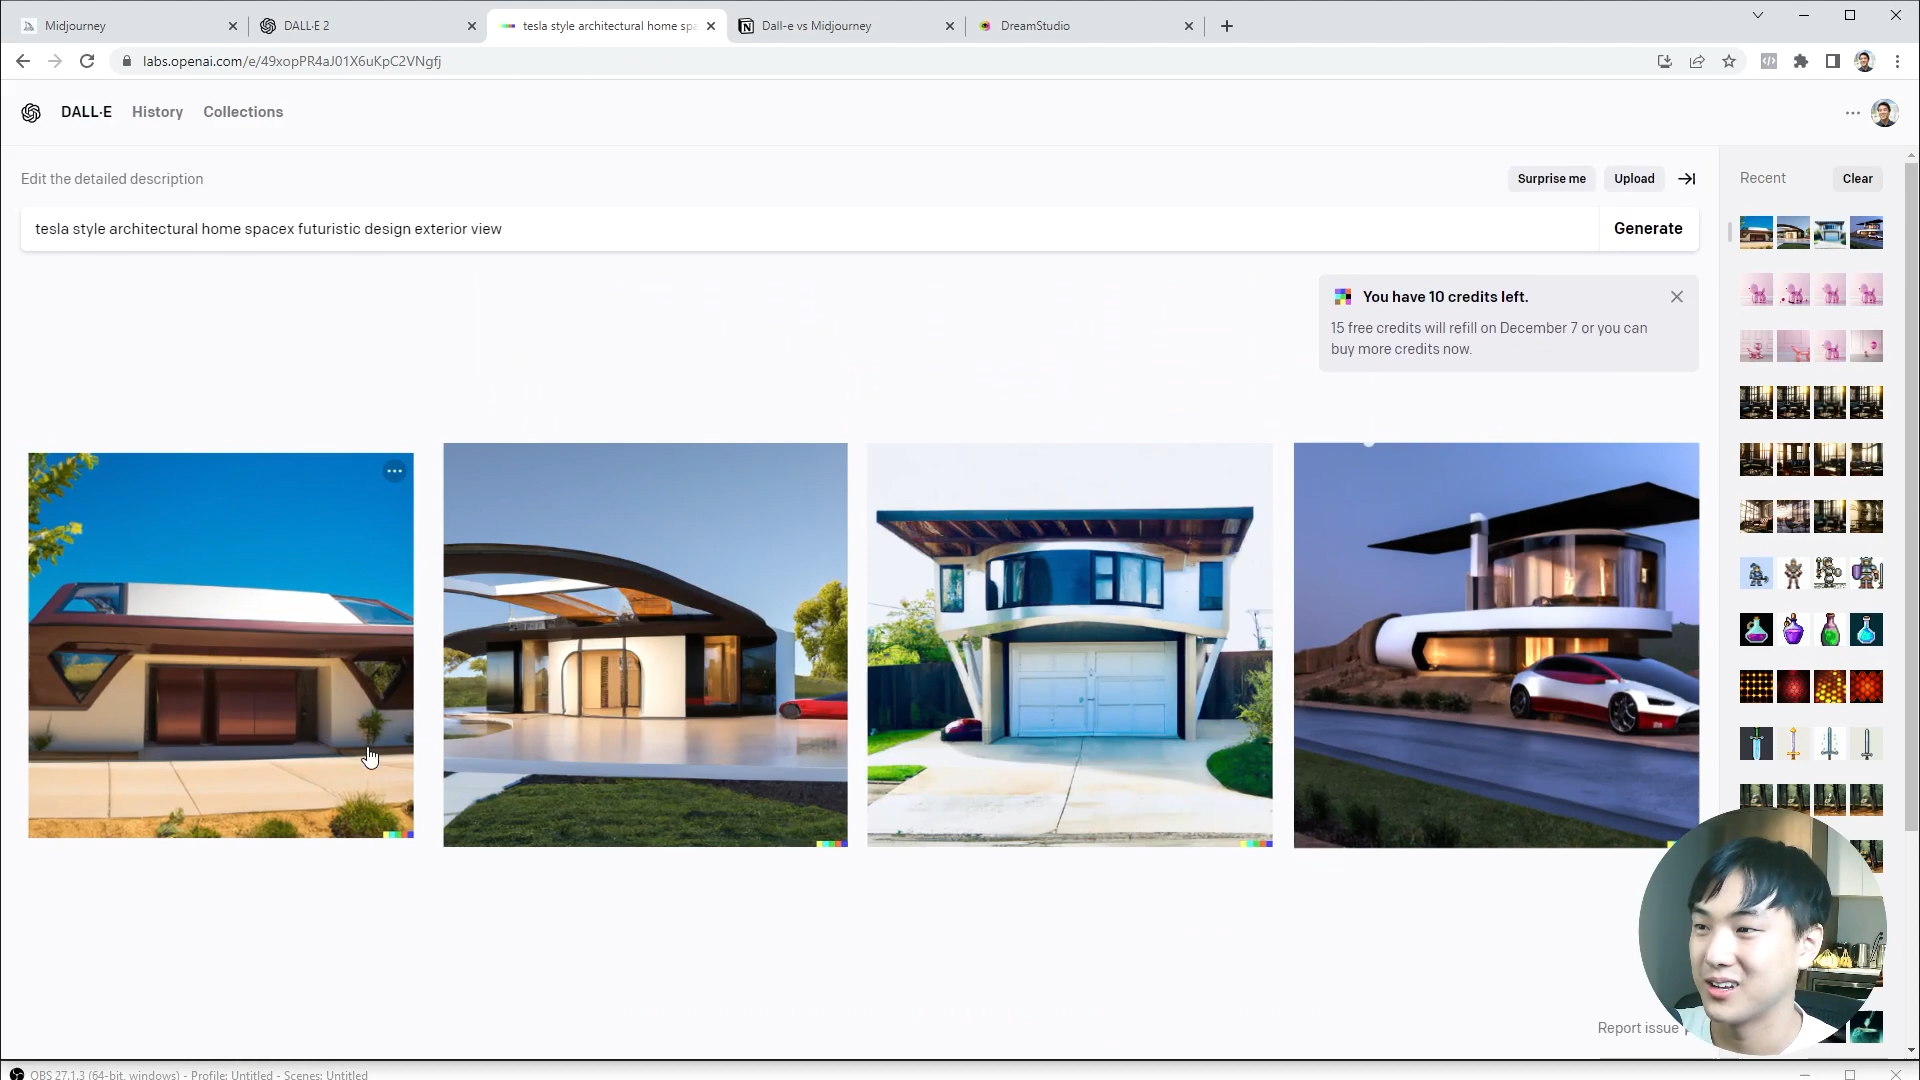 Midjourney
DALL·E 2
tesla style architectural home spa
Dall-e vs Midjourney
DreamStudio
labs.openai.com/e/49xopPR4aJ01X6uKpC2VNgfj
DALL·E
History
Collections
Edit the detailed description
Surprise me
Upload
Recent
Clear
tesla style architectural home spacex futuristic design exterior view
Generate
You have 10 credits left.
15 free credits will refill on December 7 or you can
buy more credits now.
Report issue
OBS 27.1.3 (64-bit, windows) - Profile: Untitled - Scenes: Untitled